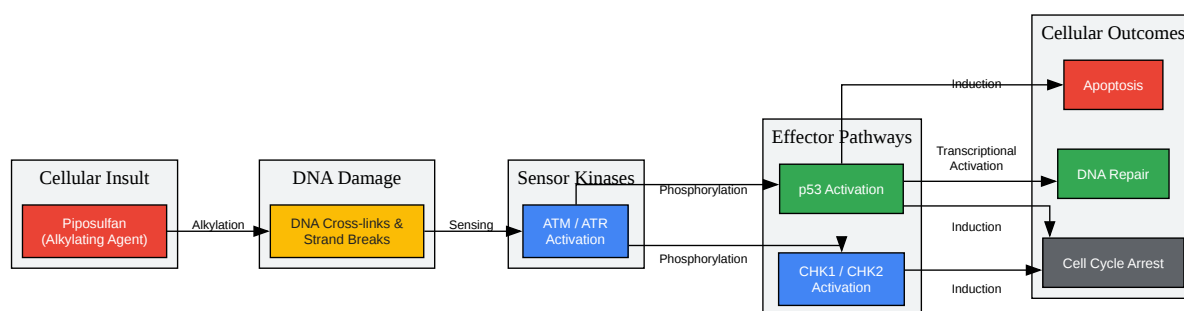 Cellular Insult
Piposulfan
(Alkylating Agent)
Alkylation
DNA Damage
DNA Cross-links &
Strand Breaks
Sensing
Sensor Kinases
ATM / ATR
Activation
Phosphorylation
Phosphorylation
Effector Pathways
p53 Activation
CHK1 / CHK2
Activation
Induction
Transcriptional
Activation
Induction
Induction
Cellular Outcomes
Apoptosis
DNA Repair
Cell Cycle Arrest